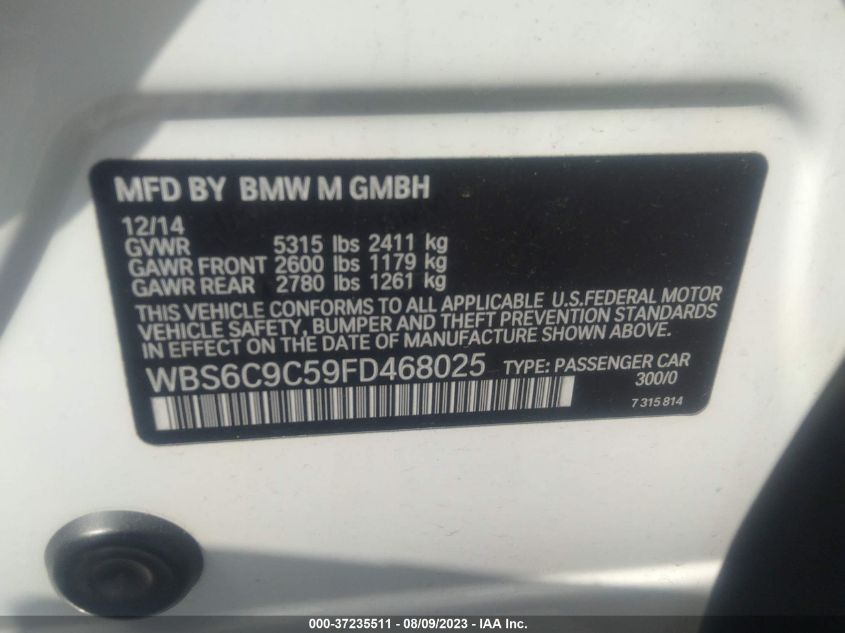 MFD BY BMW M GMBH
12/14
GVWR 5315 lbs 2411 kg
GAWR FRONT 2600 lbs 1179 kg
GAWR REAR 2780 lbs 1261 kg
THIS VEHICLE CONFORMS TO ALL APPLICABLE U.S.FEDERAL MOTOR
VEHICLE SAFETY, BUMPER AND THEFT PREVENTION STANDARDS
IN EFFECT ON THE DATE OF MANUFACTURE SHOWN ABOVE.
WBS6C9C59FD468025 TYPE: PASSENGER CAR
300/0
7 315 814
000-37235511 - 08/09/2023 - IAA Inc.